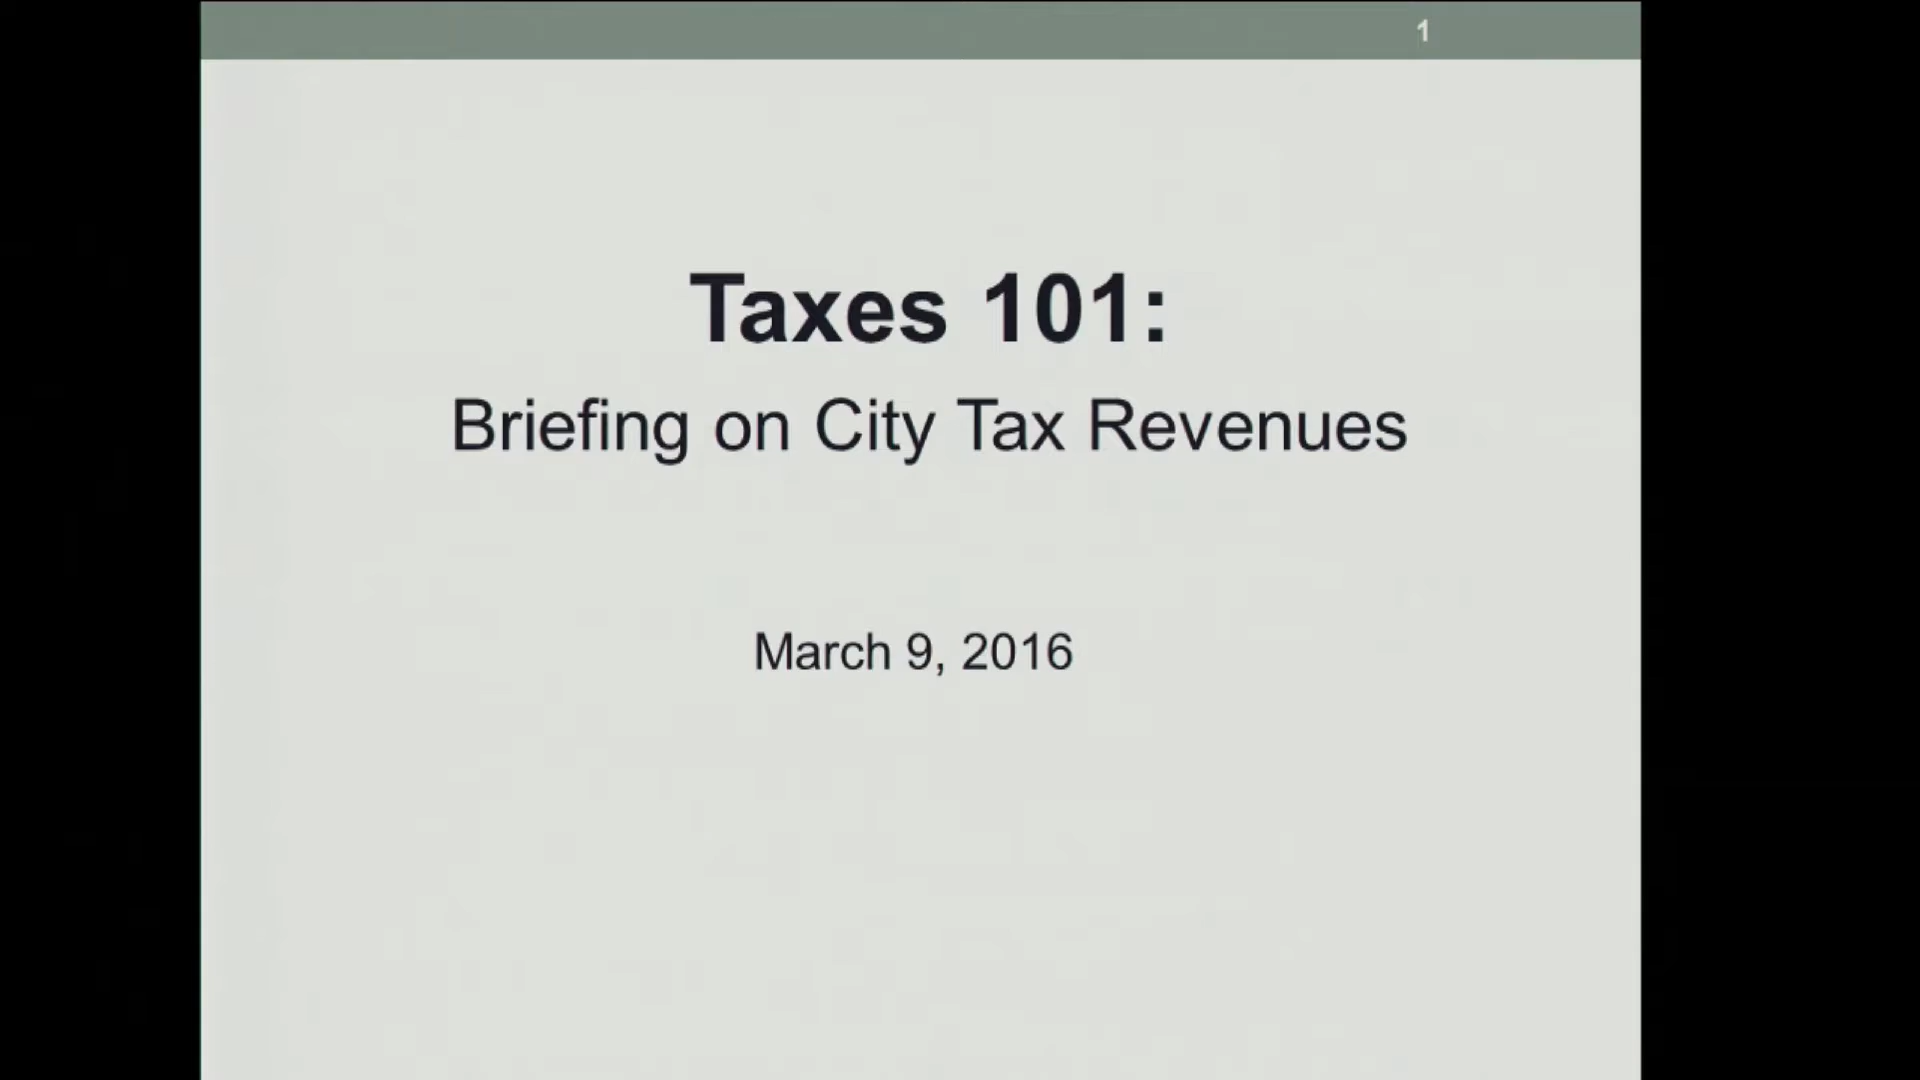 1
Taxes 101:
Briefing on City Tax Revenues
March 9, 2016